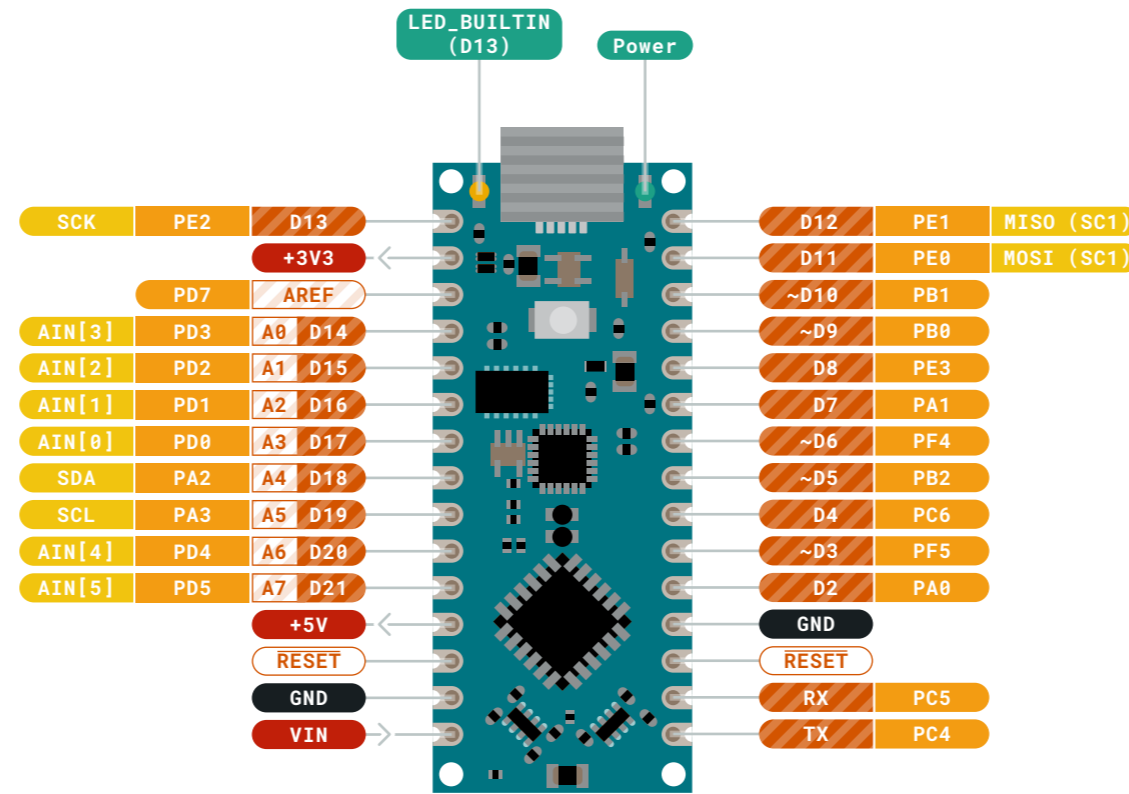 LED_BUILTIN
(D13)
Power
SCK PE2 D13
D12 PE1 MISO (SC1)
+3V3
D11 PE0 MOSI (SC1)
PD7 AREF
~D10 PB1
AIN[3] PD3 A0 D14
~D9 PB0
AIN[2] PD2 A1 D15
D8 PE3
AIN[1] PD1 A2 D16
D7 PA1
AIN[0] PD0 A3 D17
~D6 PF4
SDA PA2 A4 D18
~D5 PB2
SCL PA3 A5 D19
D4 PC6
AIN[4] PD4 A6 D20
~D3 PF5
AIN[5] PD5 A7 D21
D2 PA0
+5V
GND
RESET
RESET
GND
RX PC5
VIN
TX PC4